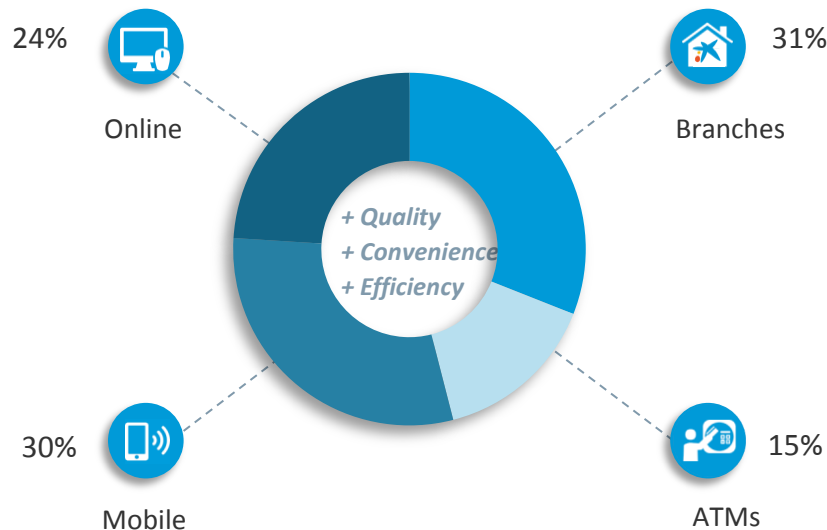 24%
Online
31%
Branches
+ Quality
+ Convenience
+ Efficiency
30%
Mobile
15%
ATMs